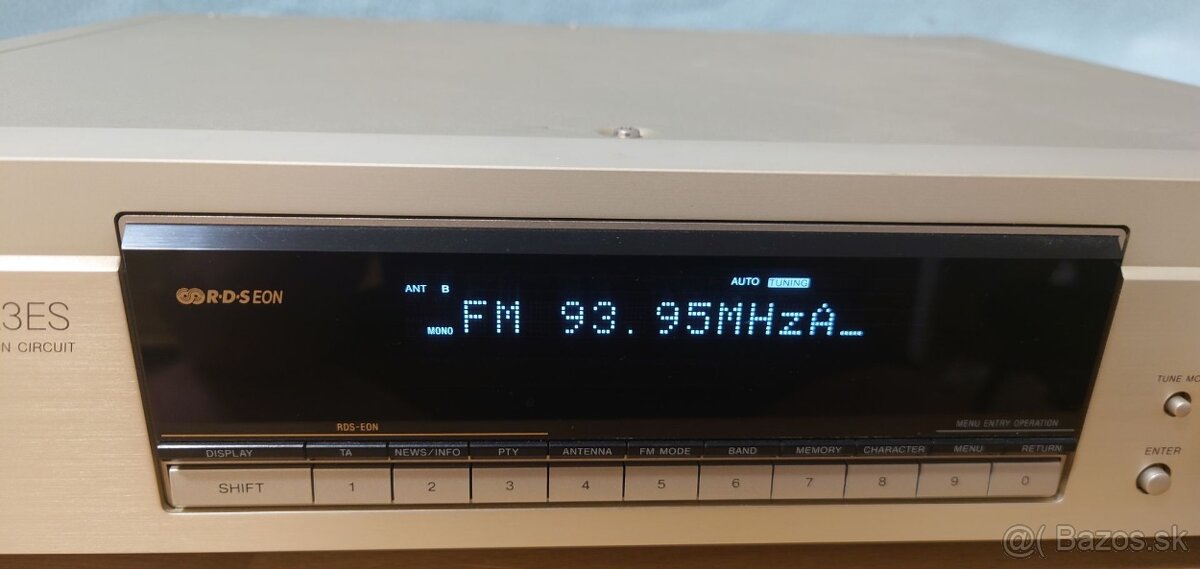 R·D·S EON
ANT B
AUTO TUNING
MONO FM 93.95MHzA_
3ES
N CIRCUIT
RDS-EON
MENU ENTRY OPERATION
DISPLAY TA NEWS/INFO PTY ANTENNA FM MODE BAND MEMORY CHARACTER MENU RETURN
SHIFT 1 2 3 4 5 6 7 8 9 0
TUNE MO
ENTER
@( Bazos.sk